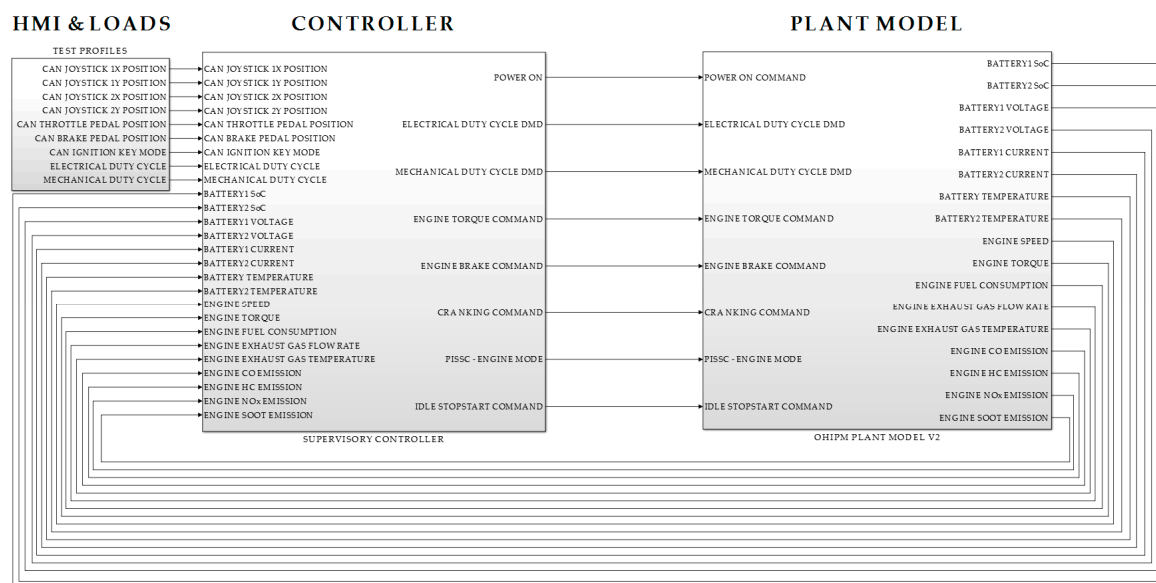 HMI & LOADS
CONTROLLER
PLANT MODEL
TEST PROFILES
CAN JOYSTICK 1X POSITION
CAN JOYSTICK 1Y POSITION
CAN JOYSTICK 2X POSITION
CAN JOYSTICK 2Y POSITION
CAN THROTTLE PEDAL POSITION
CAN BRAKE PEDAL POSITION
CAN IGNITION KEY MODE
ELECTRICAL DUTY CYCLE
MECHANICAL DUTY CYCLE
CAN JOYSTICK 1X POSITION
CAN JOYSTICK 1Y POSITION
CAN JOYSTICK 2X POSITION
CAN JOYSTICK 2Y POSITION
CAN THROTTLE PEDAL POSITION
CAN BRAKE PEDAL POSITION
CAN IGNITION KEY MODE
ELECTRICAL DUTY CYCLE
MECHANICAL DUTY CYCLE
BATTERY1 SoC
BATTERY2 SoC
BATTERY1 VOLTAGE
BATTERY2 VOLTAGE
BATTERY1 CURRENT
BATTERY2 CURRENT
BATTERY TEMPERATURE
BATTERY2 TEMPERATURE
ENGINE SPEED
ENGINE TORQUE
ENGINE FUEL CONSUMPTION
ENGINE EXHAUST GAS FLOW RATE
ENGINE EXHAUST GAS TEMPERATURE
ENGINE CO EMISSION
ENGINE HC EMISSION
ENGINE NOx EMISSION
ENGINE SOOT EMISSION
POWER ON
ELECTRICAL DUTY CYCLE DMD
MECHANICAL DUTY CYCLE DMD
ENGINE TORQUE COMMAND
ENGINE BRAKE COMMAND
CRANKING COMMAND
PISSC - ENGINE MODE
IDLE STOPSTART COMMAND
SUPERVISORY CONTROLLER
POWER ON COMMAND
ELECTRICAL DUTY CYCLE DMD
MECHANICAL DUTY CYCLE DMD
ENGINE TORQUE COMMAND
ENGINE BRAKE COMMAND
CRANKING COMMAND
PISSC - ENGINE MODE
IDLE STOPSTART COMMAND
BATTERY1 SoC
BATTERY2 SoC
BATTERY1 VOLTAGE
BATTERY2 VOLTAGE
BATTERY1 CURRENT
BATTERY2 CURRENT
BATTERY TEMPERATURE
BATTERY2 TEMPERATURE
ENGINE SPEED
ENGINE TORQUE
ENGINE FUEL CONSUMPTION
ENGINE EXHAUST GAS FLOW RATE
ENGINE EXHAUST GAS TEMPERATURE
ENGINE CO EMISSION
ENGINE HC EMISSION
ENGINE NOx EMISSION
ENGINE SOOT EMISSION
OHIPM PLANT MODEL V2